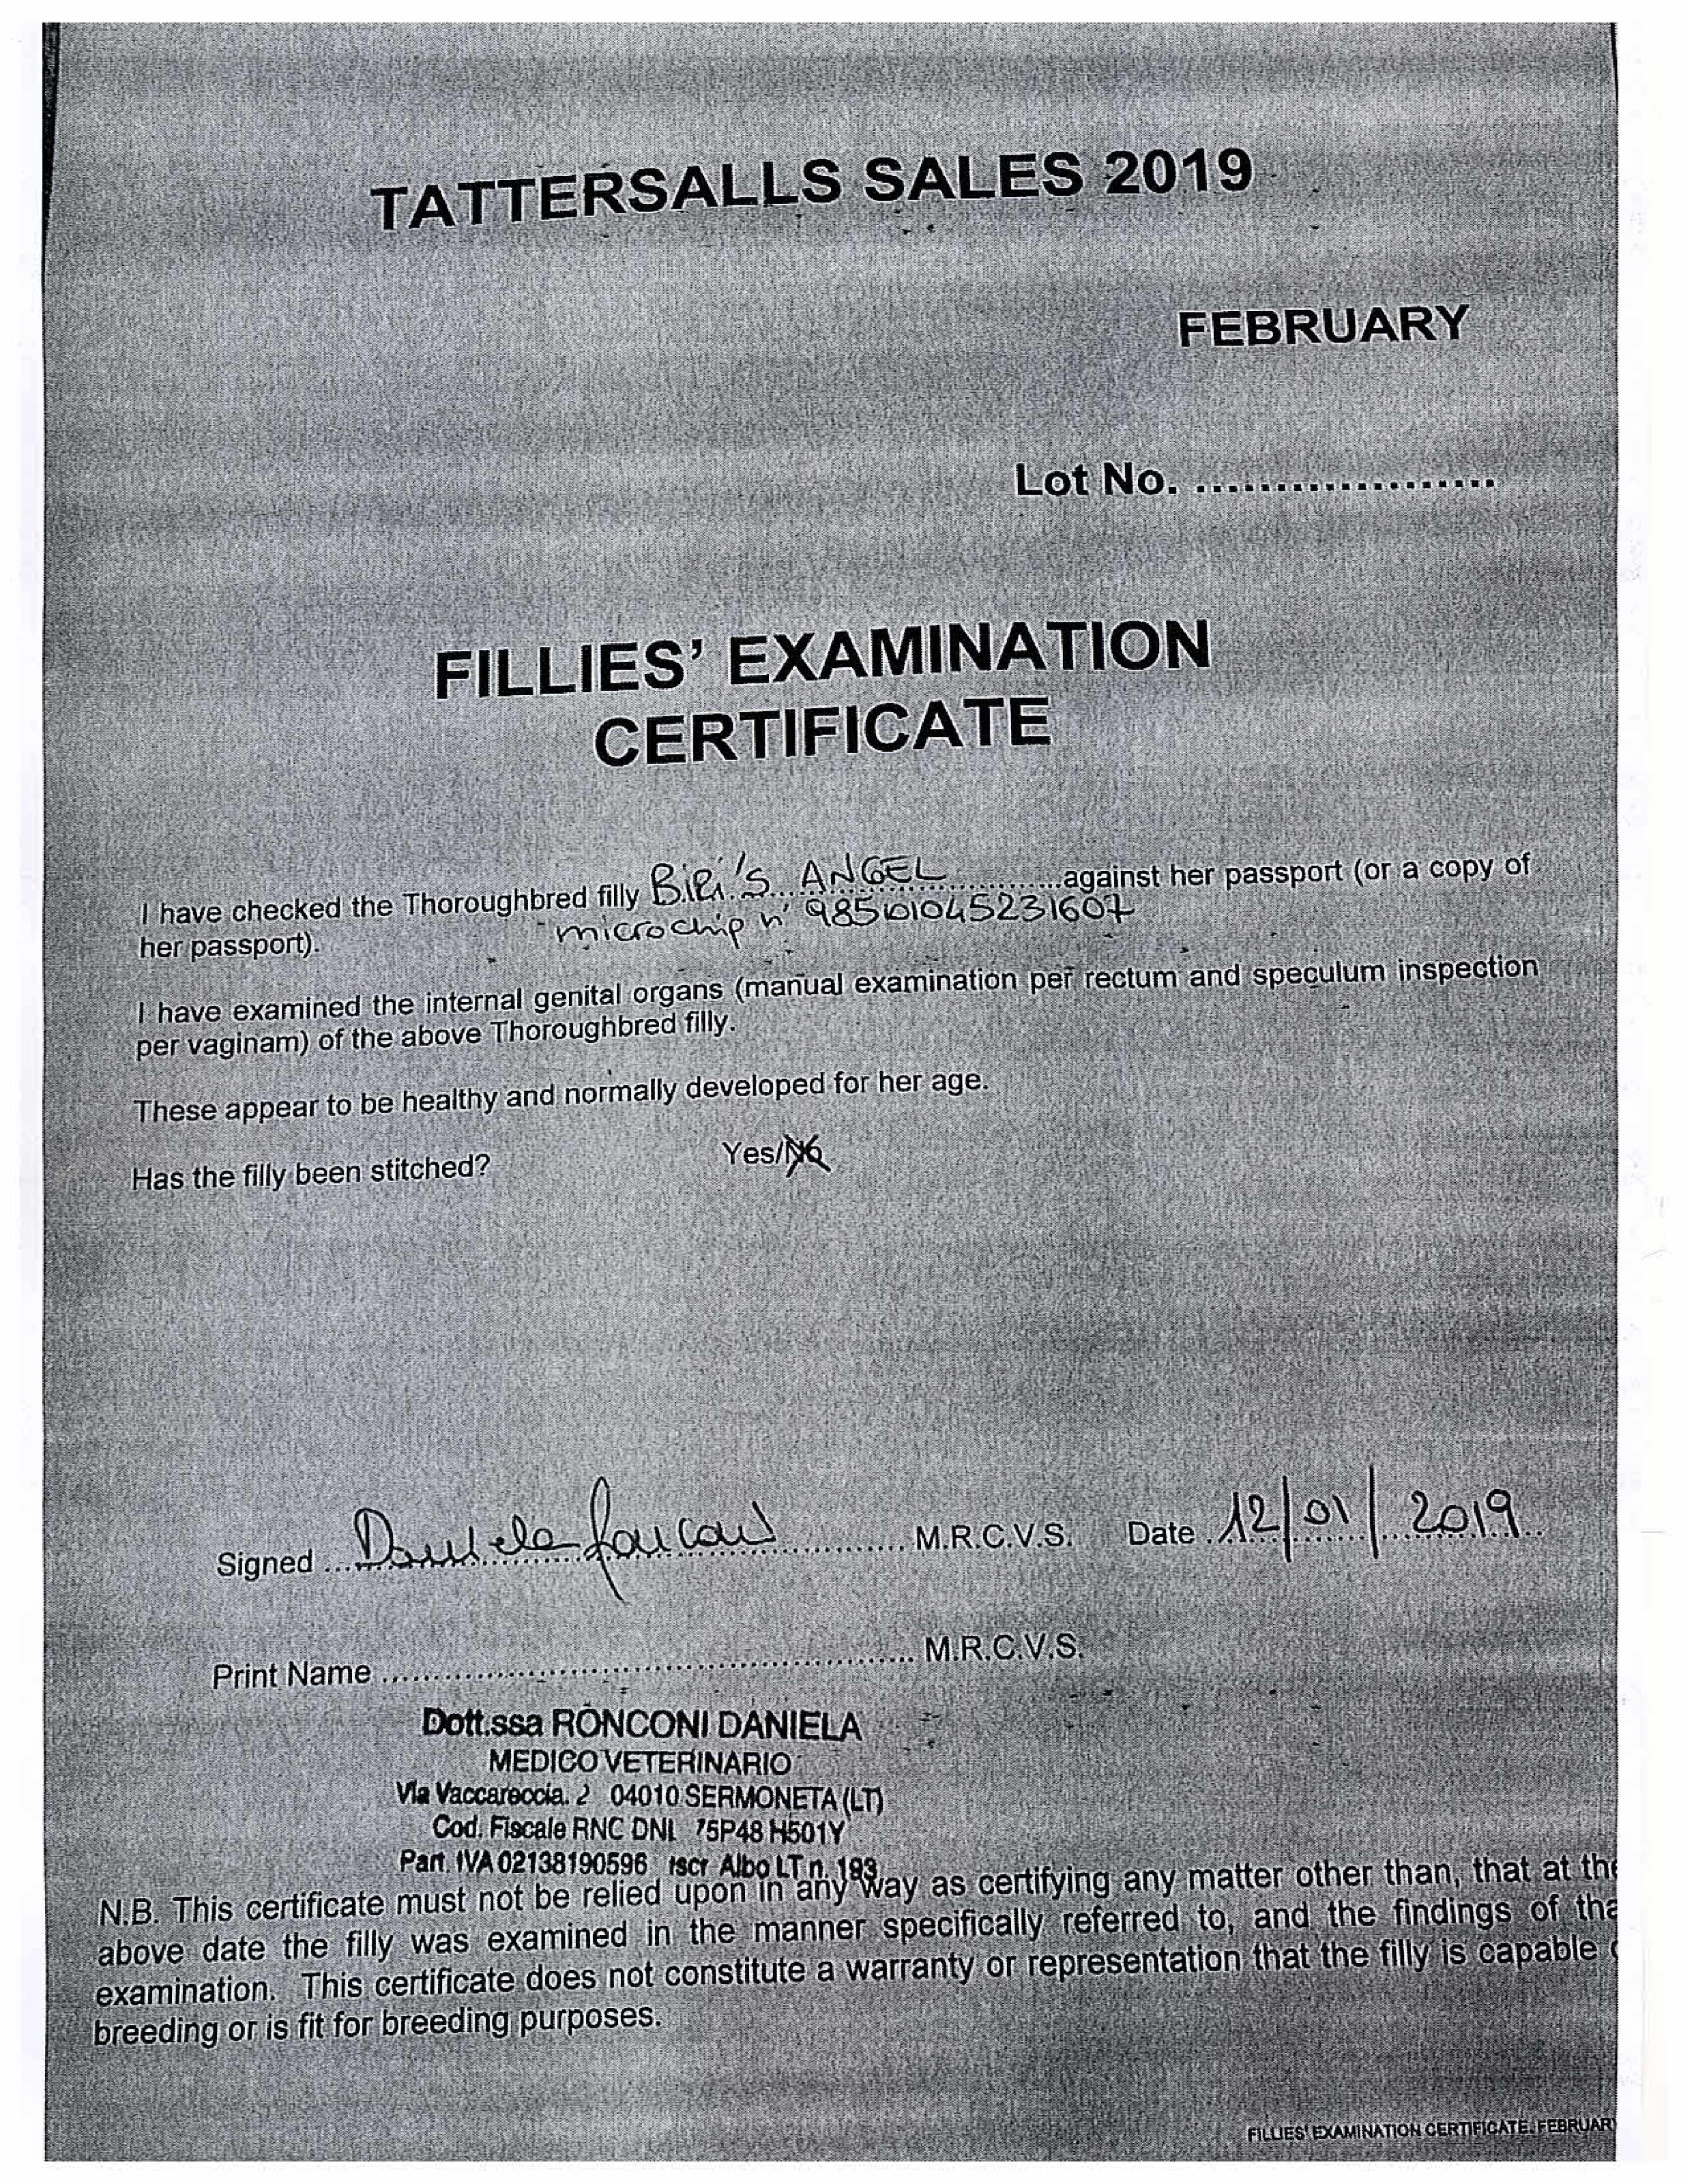 TATTERSALLS SALES 2019
FEBRUARY
Lot No. ...................
FILLIES' EXAMINATION
CERTIFICATE
I have checked the Thoroughbred filly BIRI'S ANGEL against her passport (or a copy of
her passport). microchip n° 985101045231607
I have examined the internal genital organs (manual examination per rectum and speculum inspection
per vaginam) of the above Thoroughbred filly.
These appear to be healthy and normally developed for her age.
Has the filly been stitched? Yes/No
Signed Daniela Ronconi M.R.C.V.S. Date 12/01/2019
Print Name ................................................ M.R.C.V.S.
Dott.ssa RONCONI DANIELA
MEDICO VETERINARIO
Via Vaccareccia. 2 04010 SERMONETA (LT)
Cod. Fiscale RNC DNL 75P48 H501Y
Part. IVA 02138190596 Iscr Albo LT n. 193
N.B. This certificate must not be relied upon in any way as certifying any matter other than, that at the
above date the filly was examined in the manner specifically referred to, and the findings of tha
examination. This certificate does not constitute a warranty or representation that the filly is capable
breeding or is fit for breeding purposes.
FILLIES' EXAMINATION CERTIFICATE. FEBRUARY